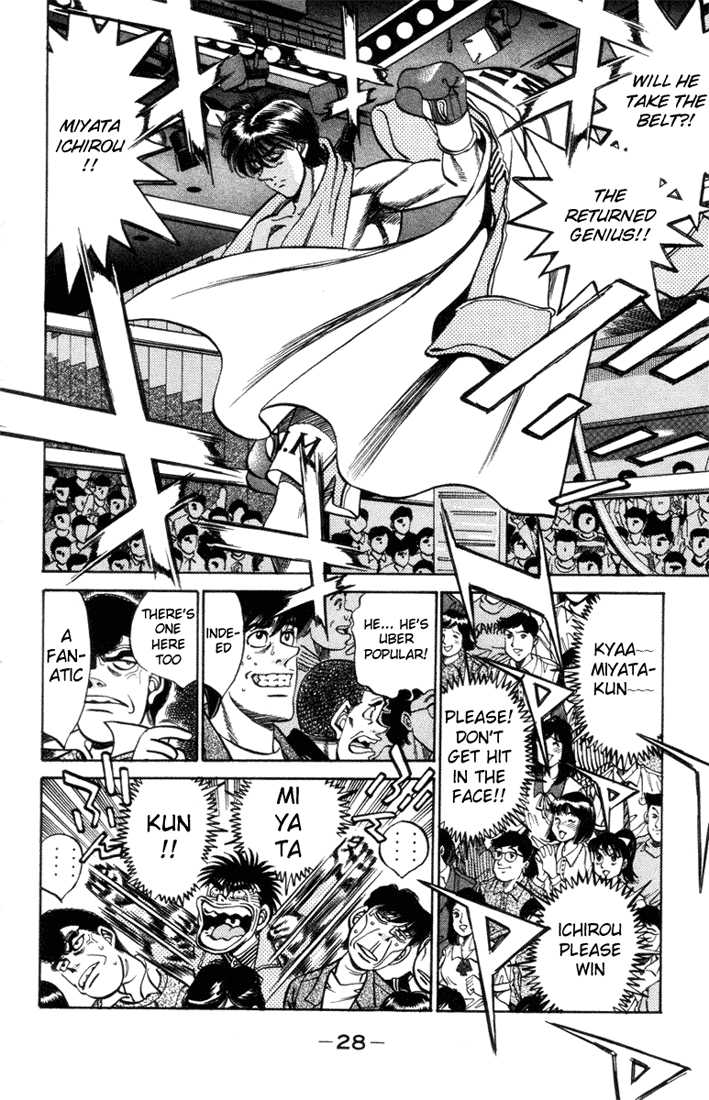 WILL HE
TAKE THE
BELT?!
THE
RETURNED
GENIUS!!
MIYATA
ICHIROU
!!
J.M
KYAA~~
MIYATA-
KUN~~
PLEASE!
DON'T
GET HIT
IN THE
FACE!!
ICHIROU
PLEASE
WIN
HE... HE'S
UBER
POPULAR!
INDE-
ED
THERE'S
ONE
HERE
TOO
A
FAN-
ATIC
MI
YA
TA
KUN
!!
......
......
-28-